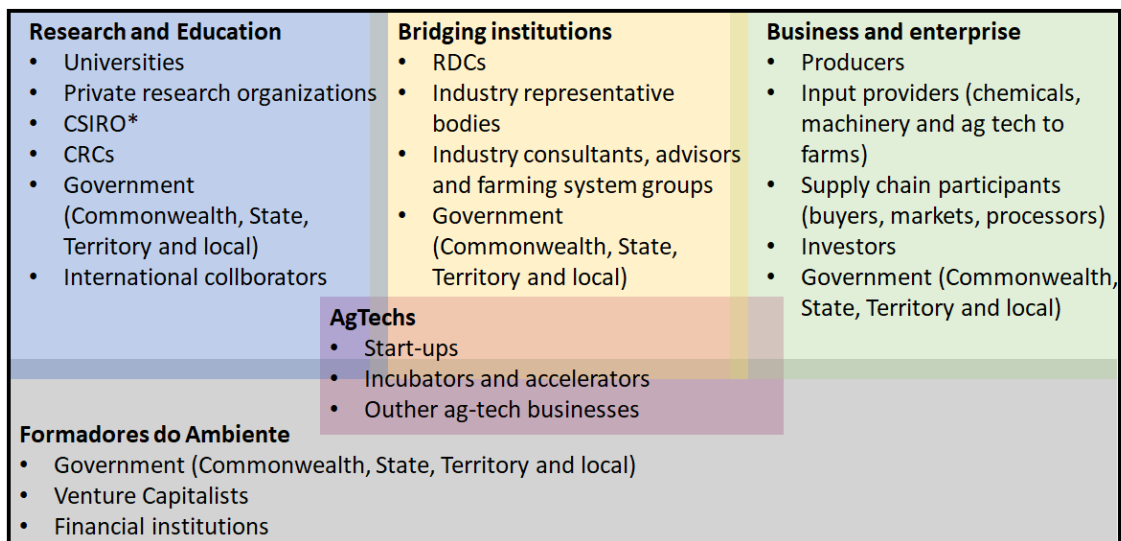 Research and Education
• Universities
• Private research organizations
• CSIRO*
• CRCs
• Government
(Commonwealth, State,
Territory and local)
• International collborators
Bridging institutions
• RDCs
• Industry representative
bodies
• Industry consultants, advisors
and farming system groups
• Government
(Commonwealth, State,
Territory and local)
Business and enterprise
• Producers
• Input providers (chemicals,
machinery and ag tech to
farms)
• Supply chain participants
(buyers, markets, processors)
• Investors
• Government (Commonwealth,
State, Territory and local)
AgTechs
• Start-ups
• Incubators and accelerators
• Outher ag-tech businesses
Formadores do Ambiente
• Government (Commonwealth, State, Territory and local)
• Venture Capitalists
• Financial institutions